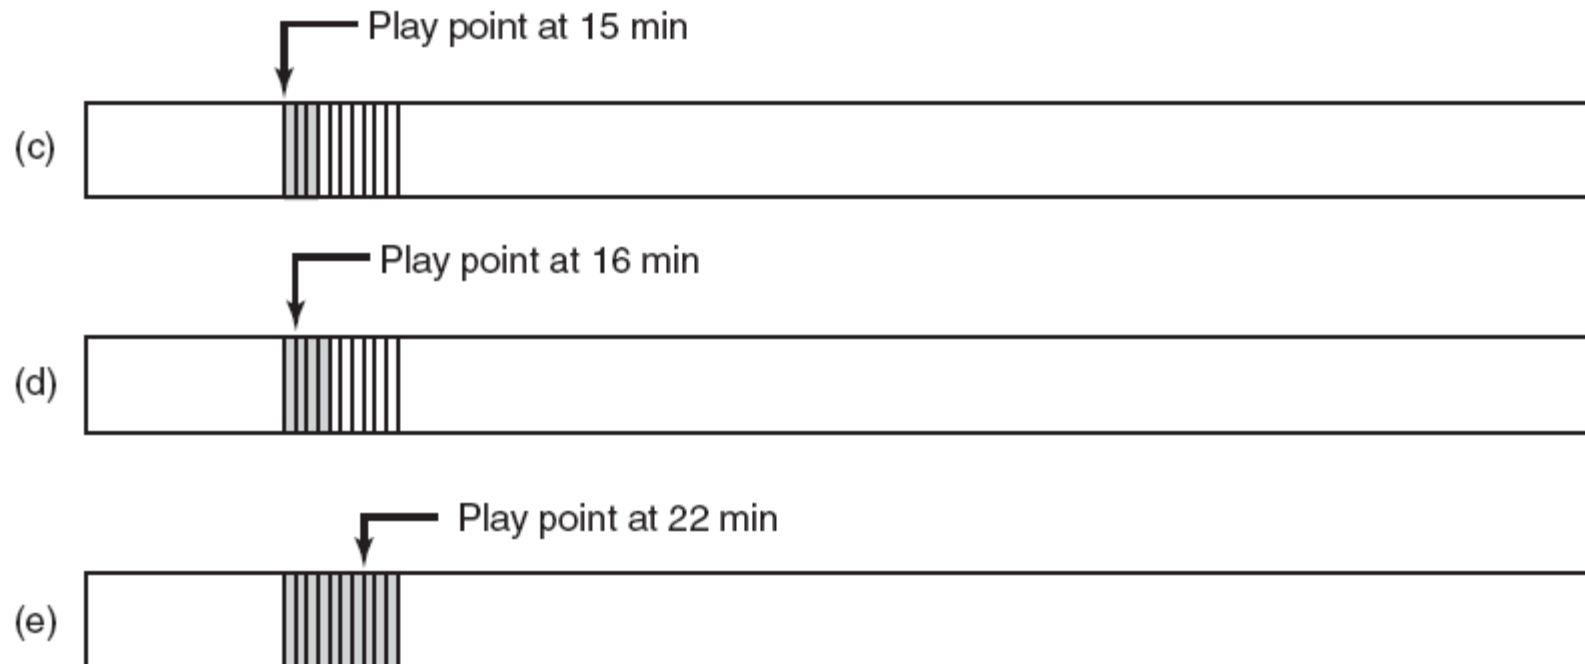 Play point at 15 min
(c)
Play point at 16 min
(d)
Play point at 22 min
(e)